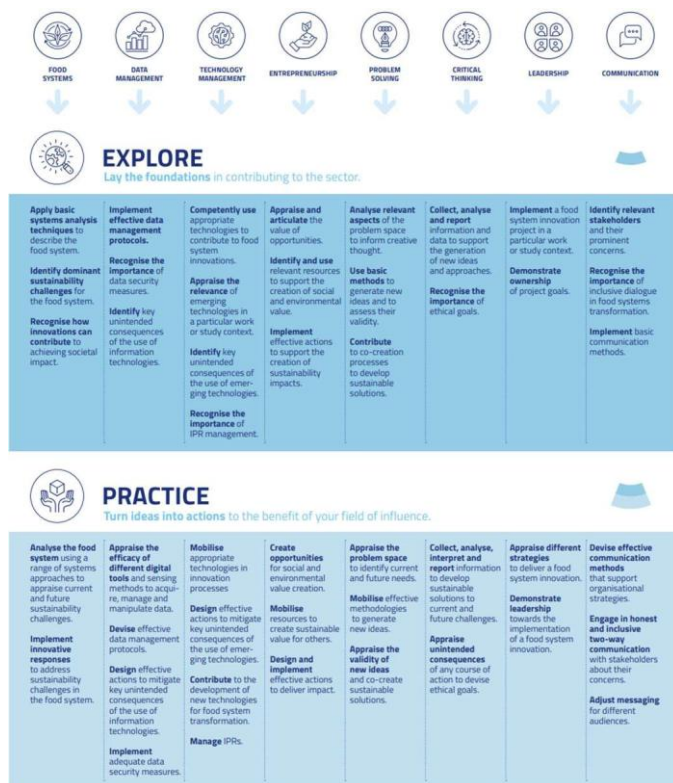 FOOD
SYSTEMS
DATA
MANAGEMENT
TECHNOLOGY
MANAGEMENT
ENTREPRENEURSHIP
PROBLEM
SOLVING
CRITICAL
THINKING
LEADERSHIP
COMMUNICATION
EXPLORE
Lay the foundations in contributing to the sector.
Apply basic
systems analysis
techniques to
describe the
food system.
Identify dominant
sustainability
challenges for
the food system.
Recognise how
innovations can
contribute to
achieving societal
impact.
Implement
effective data
management
protocols.
Recognise the
importance of
data security
measures.
Identify key
unintended
consequences
of the use of
information
technologies.
Competently use
appropriate
technologies to
contribute to food
system
innovations.
Appraise the
relevance of
emerging
technologies in
a particular work
or study context.
Identify key
unintended
consequences of
the use of emer-
ging technologies.
Recognise the
importance of
IPR management.
Appraise and
articulate the
value of
opportunities.
Identify and use
relevant resources
to support the
creation of social
and environmental
value.
Implement
effective actions
to support the
creation of
sustainability
impacts.
Analyse relevant
aspects of the
problem space
to inform creative
thought.
Use basic
methods to
generate new
ideas and to
assess their
validity.
Contribute
to co-creation
processes
to develop
sustainable
solutions.
Collect, analyse
and report
information and
data to support
the generation
of new ideas
and approaches.
Recognise the
importance of
ethical goals.
Implement a food
system innovation
project in a
particular work
or study context.
Demonstrate
ownership
of project goals.
Identify relevant
stakeholders
and their
prominent
concerns.
Recognise the
importance of
inclusive dialogue
in food systems
transformation.
Implement basic
communication
methods.
PRACTICE
Turn ideas into actions to the benefit of your field of influence.
Analyse the food
system using a
range of systems
approaches to
appraise current
and future
sustainability
challenges.
Implement
innovative
responses
to address
sustainability
challenges in
the food system.
Appraise the
efficacy of
different digital
tools and sensing
methods to acqui-
re, manage and
manipulate data.
Devise effective
data management
protocols.
Design effective
actions to mitigate
key unintended
consequences
of the use of
information
technologies.
Implement
adequate data
security measures.
Mobilise
appropriate
technologies in
innovation
processes
Design effective
actions to mitigate
key unintended
consequences of
the use of emer-
ging technologies.
Contribute to the
development of
new technologies
for food system
transformation.
Manage IPRs.
Create
opportunities
for social and
environmental
value creation.
Mobilise
resources to
create sustainable
value for others.
Design and
implement
effective actions
to deliver impact.
Appraise the
problem space
to identify current
and future needs.
Mobilise effective
methodologies
to generate
new ideas.
Appraise the
validity of
new ideas
and co-create
sustainable
solutions.
Collect, analyse,
interpret and
report information
to develop
sustainable
solutions to
current and
future challenges.
Appraise
unintended
consequences
of any course of
action to devise
ethical goals.
Appraise different
strategies
to deliver a food
system innovation.
Demonstrate
leadership
towards the
implementation
of a food system
innovation.
Devise effective
communication
methods
that support
organisational
strategies.
Engage in honest
and inclusive
two-way
communication
with stakeholders
about their
concerns.
Adjust messaging
for different
audiences.